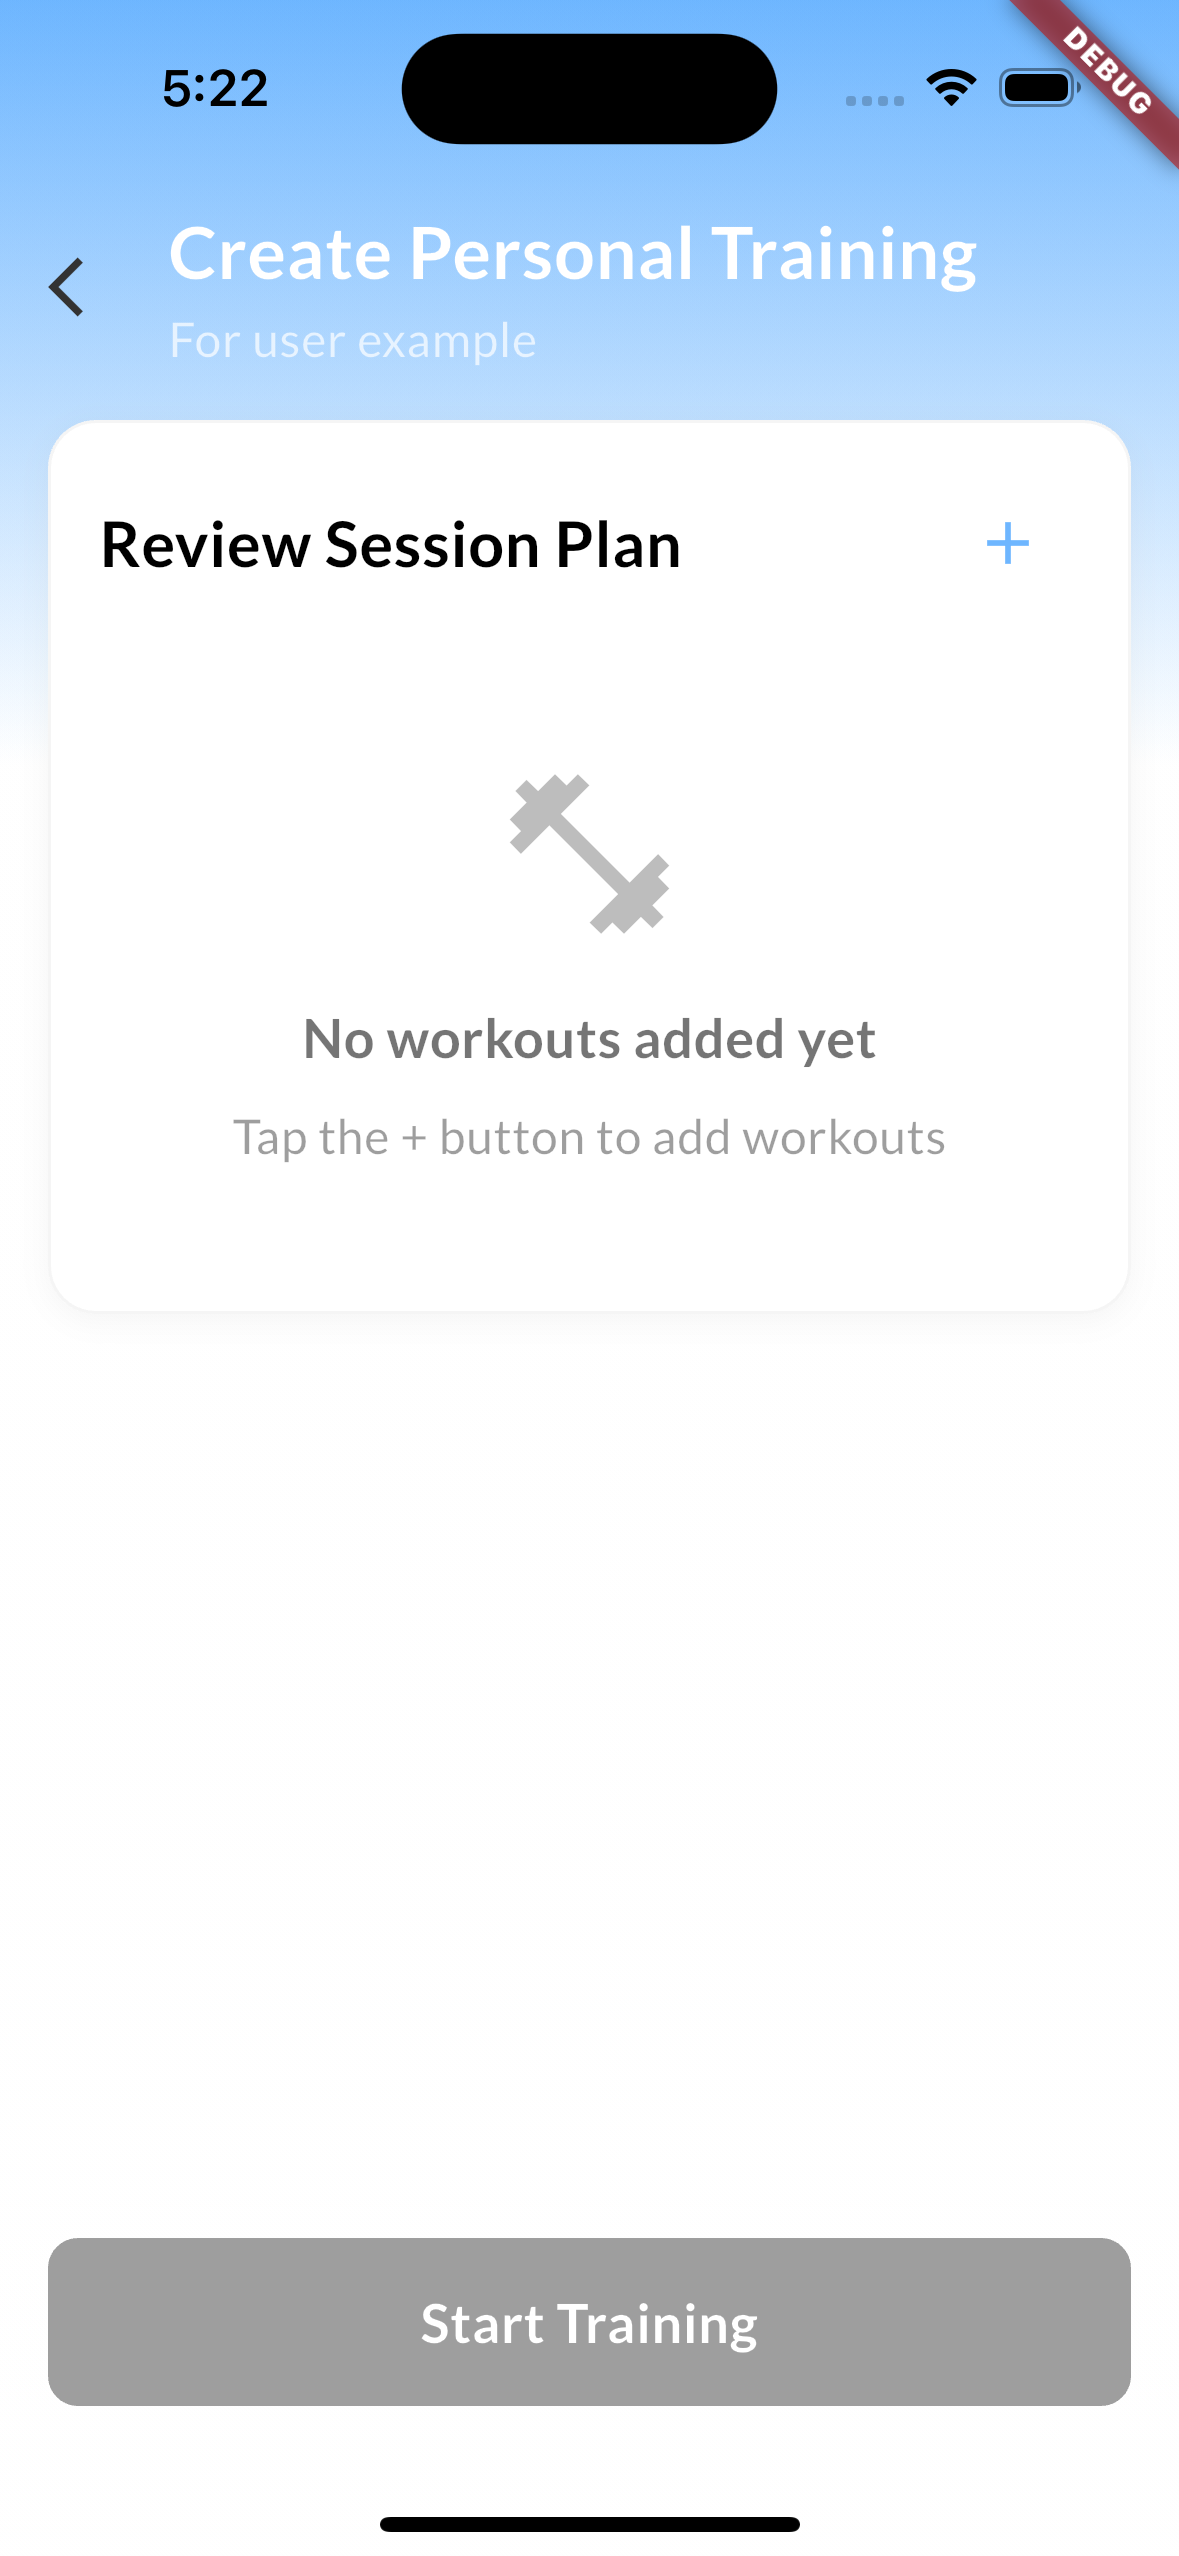 5:22
DEBUG
Create Personal Training
For user example
Review Session Plan
+
No workouts added yet
Tap the + button to add workouts
Start Training